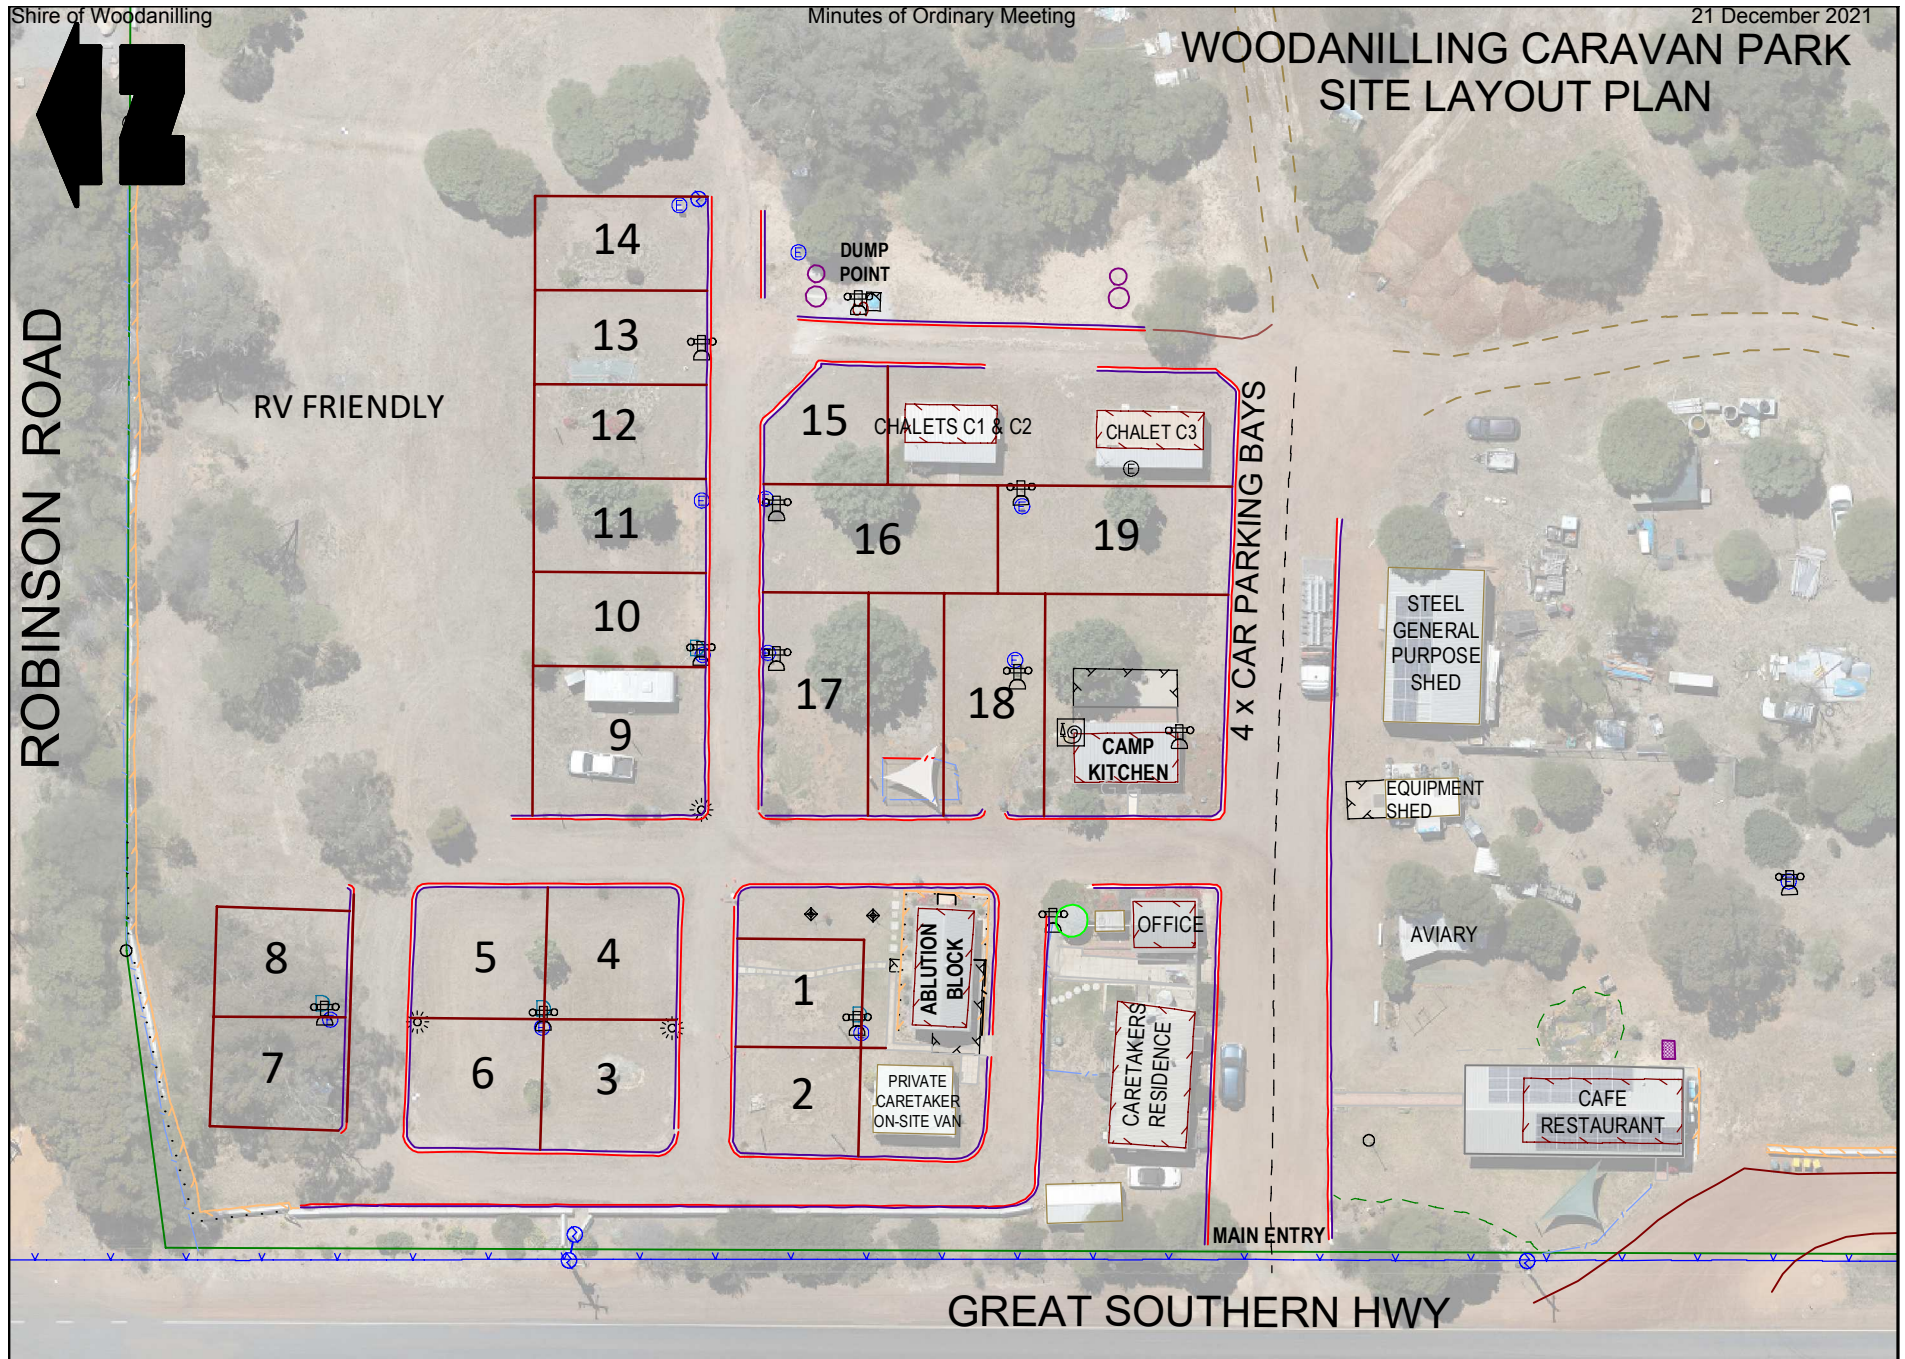 Shire of Woodanilling
Minutes of Ordinary Meeting
21 December 2021
WOODANILLING CARAVAN PARK
SITE LAYOUT PLAN
N
ROBINSON ROAD
RV FRIENDLY
14
13
12
11
10
9
DUMP
POINT
15
CHALETS C1 & C2
CHALET C3
16
19
17
18
CAMP
KITCHEN
4 x CAR PARKING BAYS
STEEL
GENERAL
PURPOSE
SHED
EQUIPMENT
SHED
AVIARY
8
7
5
4
6
3
1
2
ABLUTION
BLOCK
PRIVATE
CARETAKER
ON-SITE VAN
OFFICE
CARETAKERS
RESIDENCE
CAFE
RESTAURANT
MAIN ENTRY
GREAT SOUTHERN HWY
E
E
E
E
E
E
E